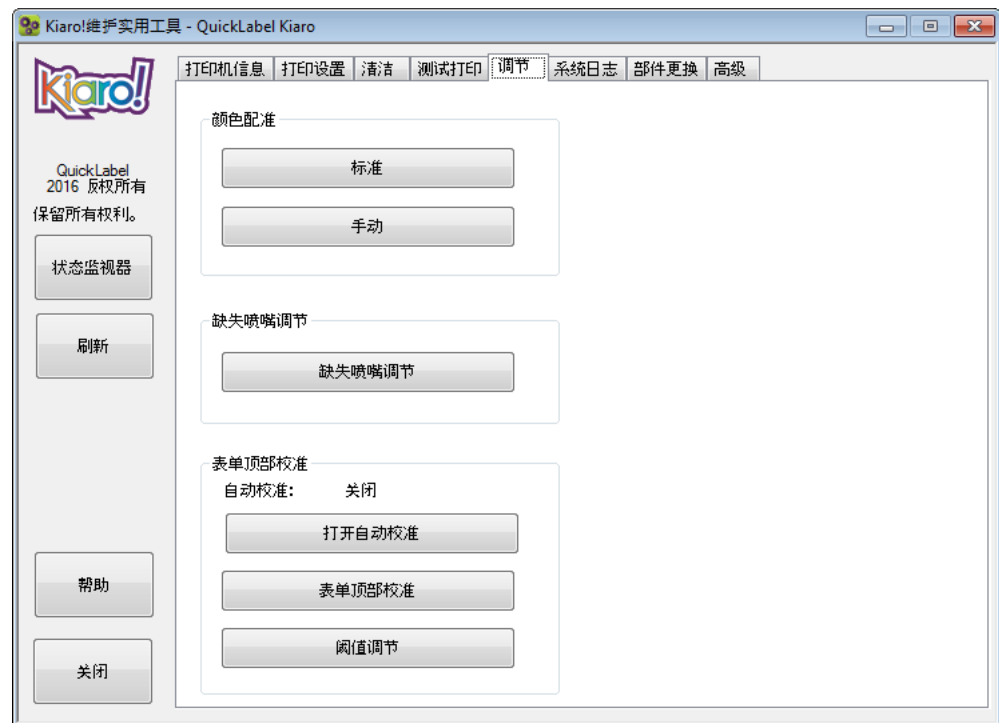 Kiaro!维护实用工具 - QuickLabel Kiaro
Kiaro!
打印机信息 打印设置 清洁 测试打印 调节 系统日志 部件更换 高级
QuickLabel
2016 版权所有
保留所有权利。
状态监视器
刷新
帮助
关闭
颜色配准
标准
手动
缺失喷嘴调节
缺失喷嘴调节
表单顶部校准
自动校准: 关闭
打开自动校准
表单顶部校准
阈值调节